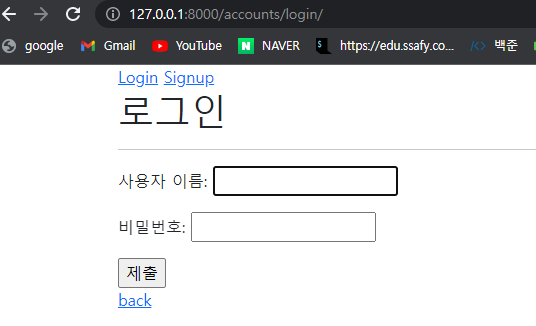 127.0.0.1:8000/accounts/login/
google Gmail YouTube NAVER https://edu.ssafy.co... 백준
Login Signup
로그인
사용자 이름:
비밀번호:
제출
back